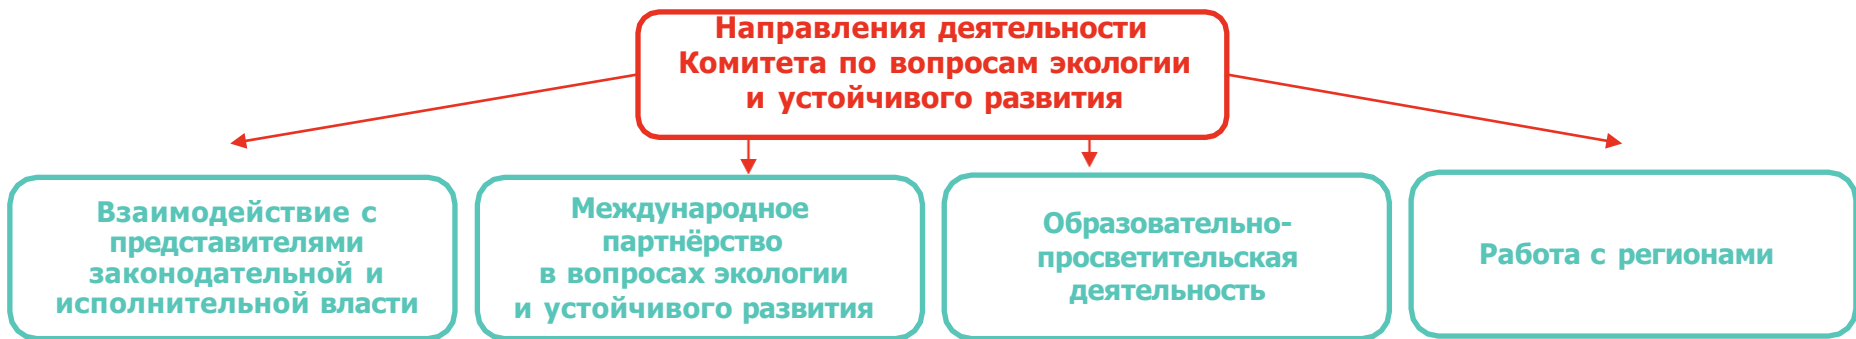 Направления деятельности
Комитета по вопросам экологии
и устойчивого развития
Взаимодействие с
представителями
законодательной и
исполнительной власти
Международное
партнёрство
в вопросах экологии
и устойчивого развития
Образовательно-
просветительская
деятельность
Работа с регионами